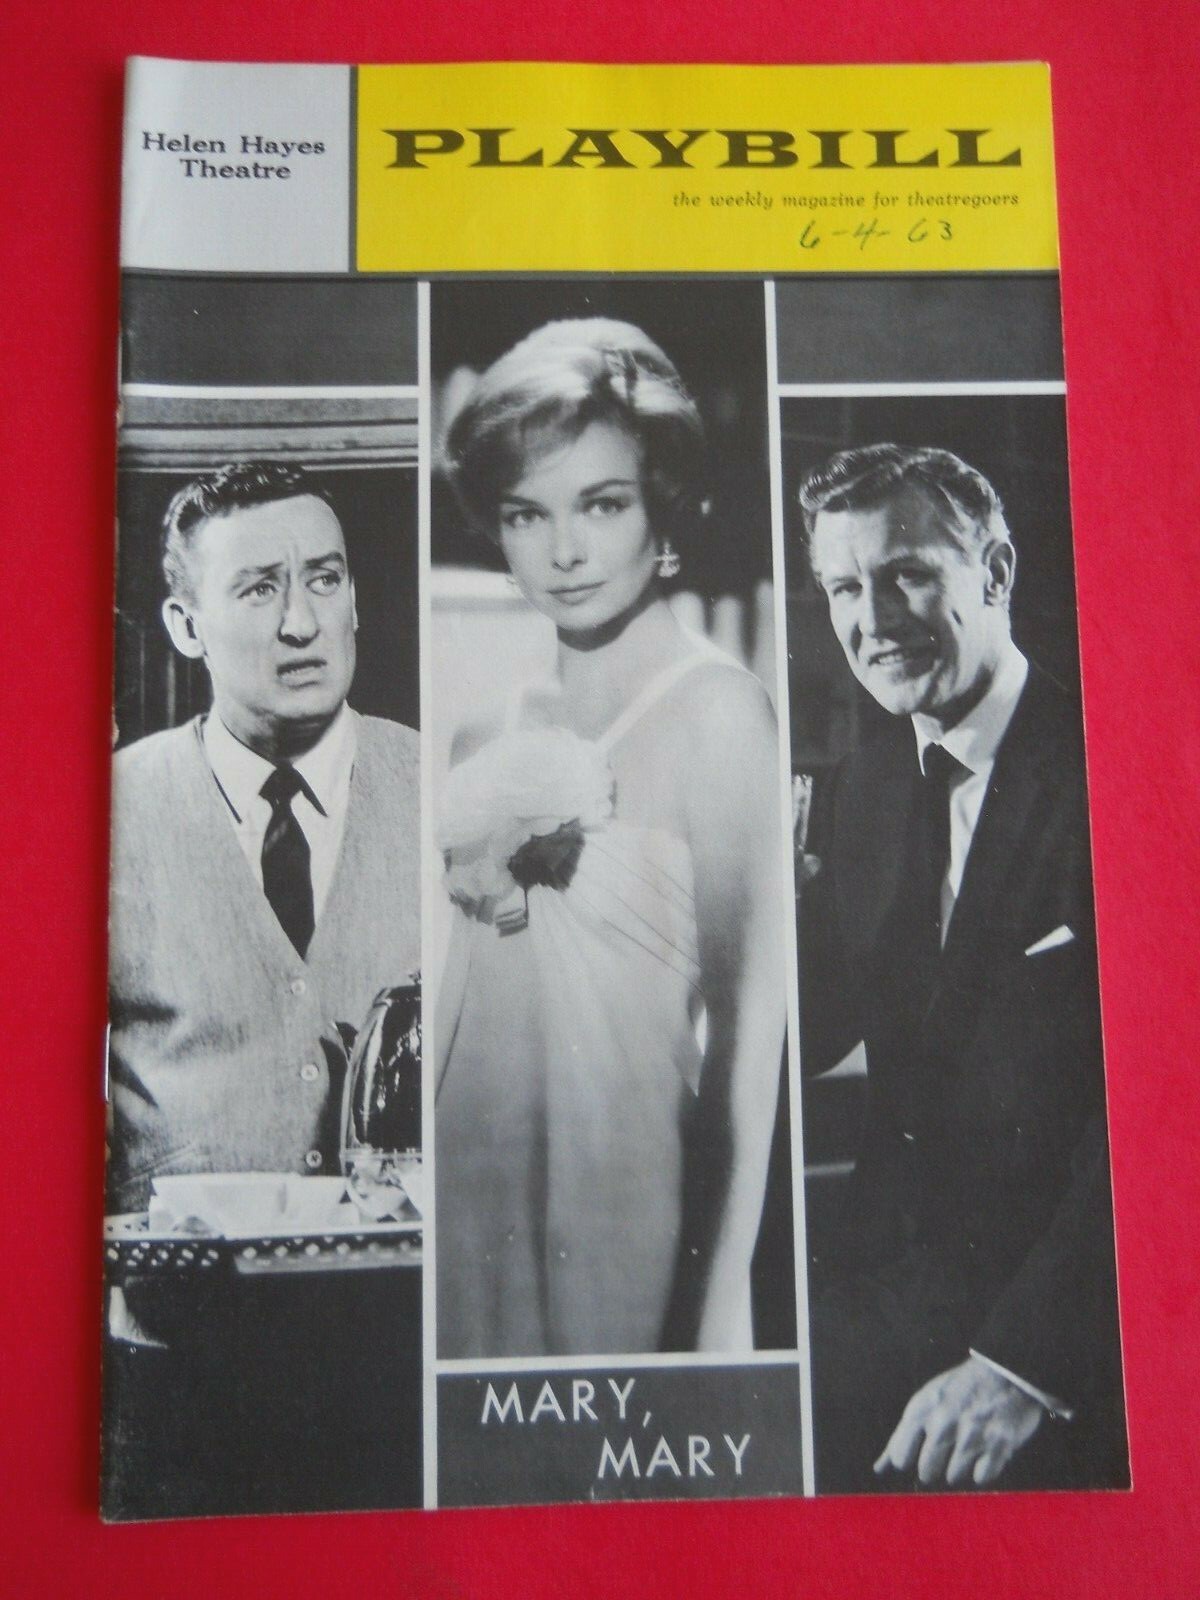 Helen Hayes
Theatre
PLAYBILL
the weekly magazine for theatregoers
6-4-63
MARY,
MARY